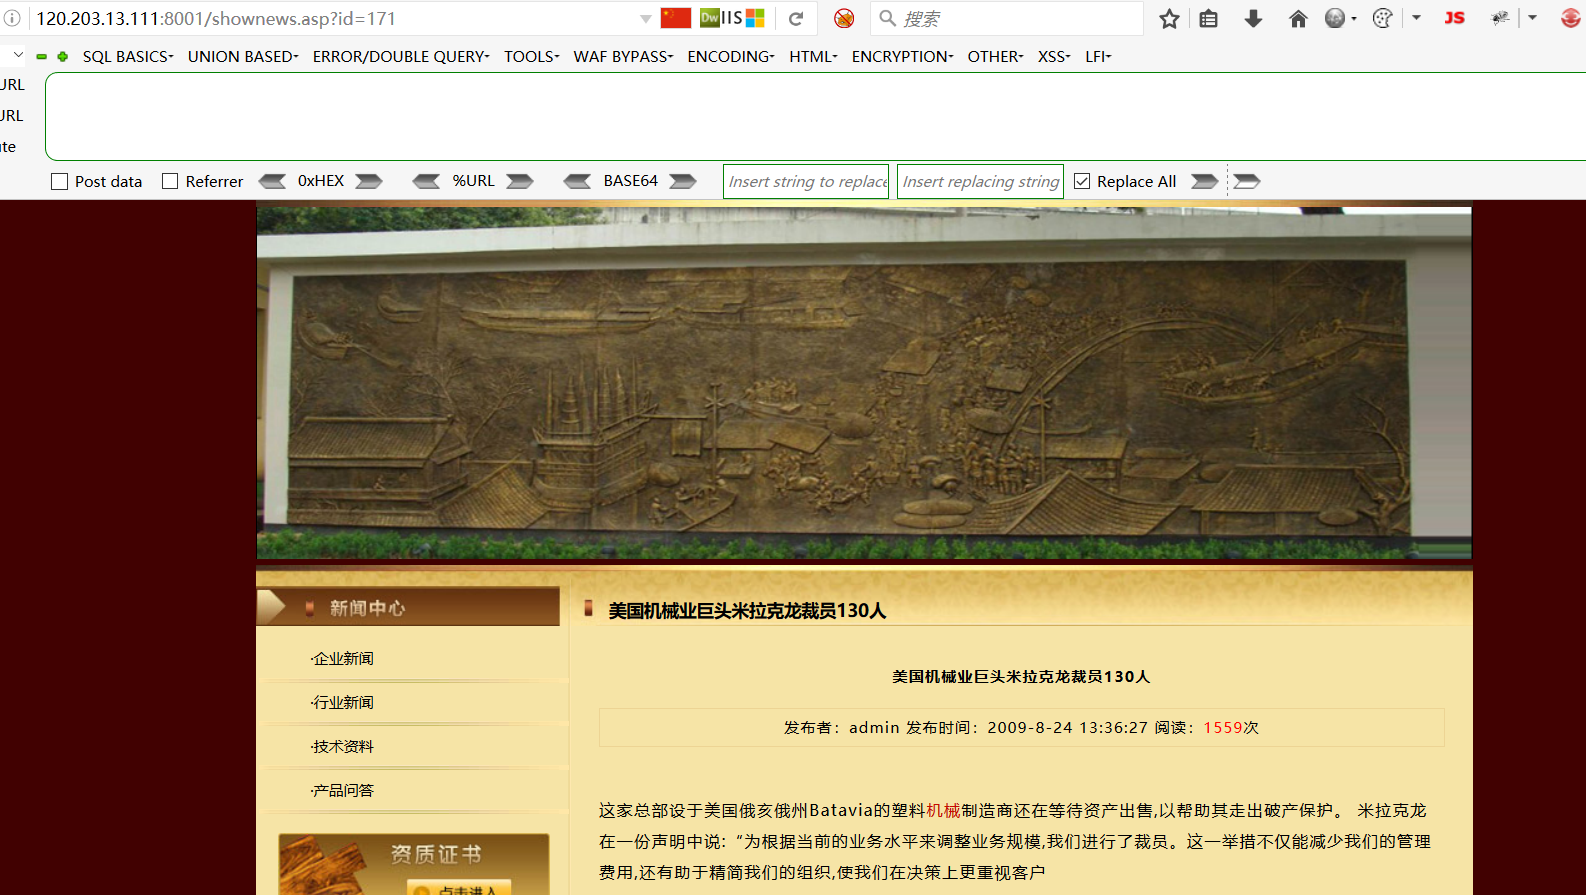 120.203.13.111:8001/shownews.asp?id=171
Dw IIS
搜索
JS
SQL BASICS
UNION BASED
ERROR/DOUBLE QUERY
TOOLS
WAF BYPASS
ENCODING
HTML
ENCRYPTION
OTHER
XSS
LFI
URL
URL
te
Post data
Referrer
0xHEX
%URL
BASE64
Insert string to replace
Insert replacing string
Replace All
新闻中心
·企业新闻
·行业新闻
·技术资料
·产品问答
资质证书
点击进入
美国机械业巨头米拉克龙裁员130人
美国机械业巨头米拉克龙裁员130人
发布者：admin 发布时间：2009-8-24 13:36:27 阅读：1559次
这家总部设于美国俄亥俄州Batavia的塑料机械制造商还在等待资产出售,以帮助其走出破产保护。 米拉克龙
在一份声明中说:“为根据当前的业务水平来调整业务规模,我们进行了裁员。这一举措不仅能减少我们的管理
费用,还有助于精简我们的组织,使我们在决策上更重视客户